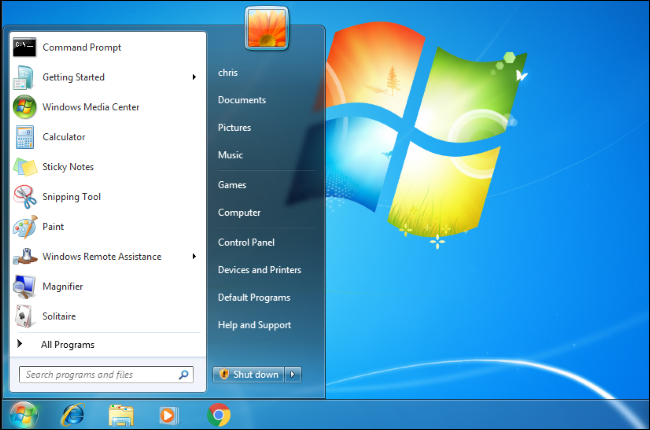 Command Prompt
Getting Started
Windows Media Center
Calculator
Sticky Notes
Snipping Tool
Paint
Windows Remote Assistance
Magnifier
Solitaire
All Programs
Search programs and files
chris
Documents
Pictures
Music
Games
Computer
Control Panel
Devices and Printers
Default Programs
Help and Support
Shut down